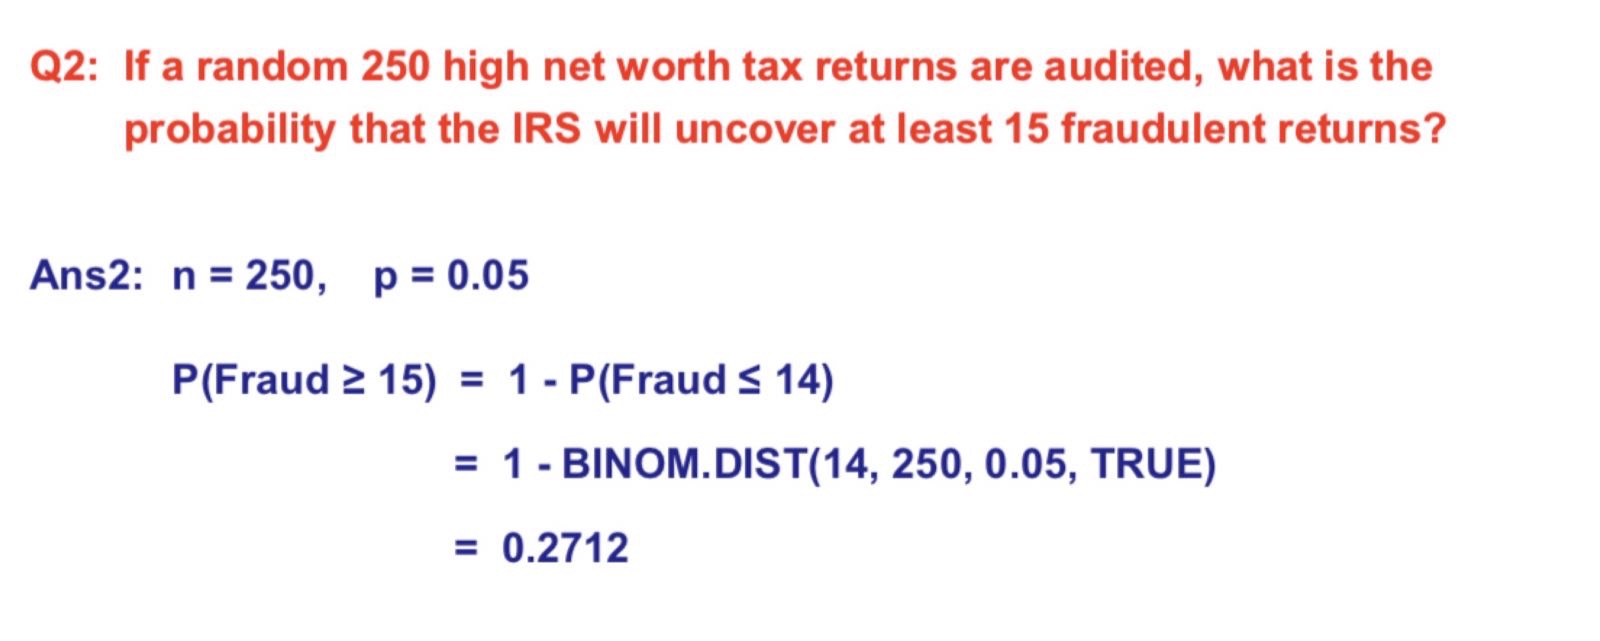 Q2: If a random 250 high net worth tax returns are audited, what is the
probability that the IRS will uncover at least 15 fraudulent returns?
Ans2: n = 250, p = 0.05
P(Fraud ≥ 15) = 1 - P(Fraud ≤ 14)
= 1 - BINOM.DIST(14, 250, 0.05, TRUE)
= 0.2712